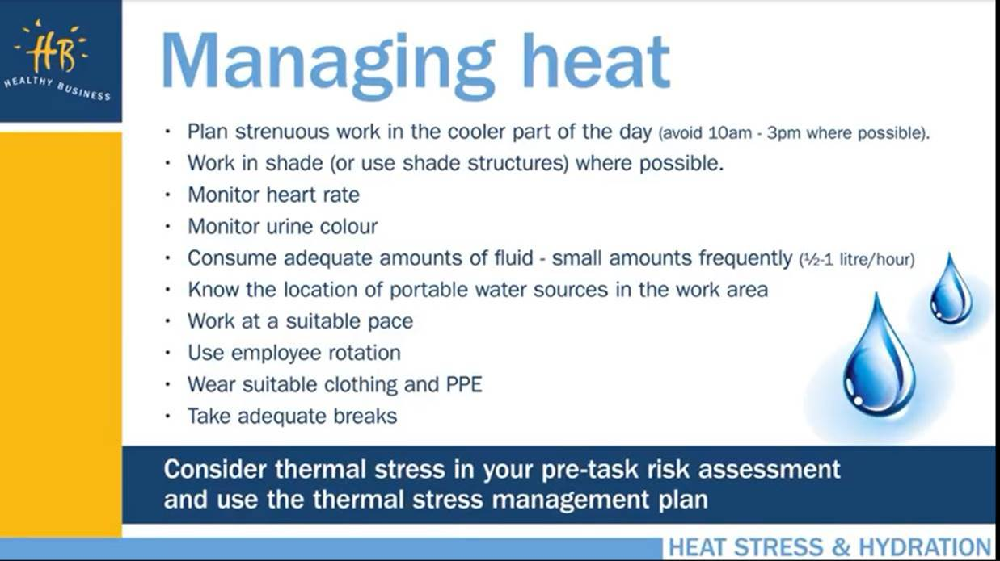 HB
HEALTHY BUSINESS
Managing heat
• Plan strenuous work in the cooler part of the day (avoid 10am - 3pm where possible).
• Work in shade (or use shade structures) where possible.
• Monitor heart rate
• Monitor urine colour
• Consume adequate amounts of fluid - small amounts frequently (½-1 litre/hour)
• Know the location of portable water sources in the work area
• Work at a suitable pace
• Use employee rotation
• Wear suitable clothing and PPE
• Take adequate breaks
Consider thermal stress in your pre-task risk assessment
and use the thermal stress management plan
HEAT STRESS & HYDRATION